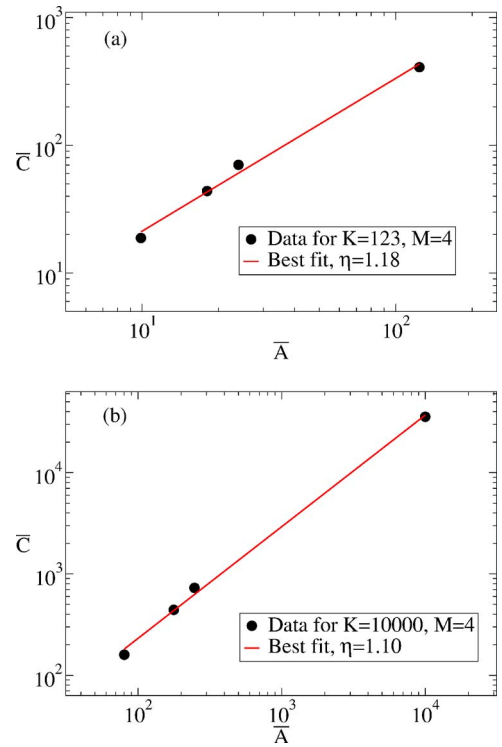 10^3
(a)
C̅
10^2
● Data for K=123, M=4
— Best fit, η=1.18
10^1
10^1
10^2
A̅
(b)
10^4
C̅
10^3
● Data for K=10000, M=4
— Best fit, η=1.10
10^2
10^2
10^3
10^4
A̅